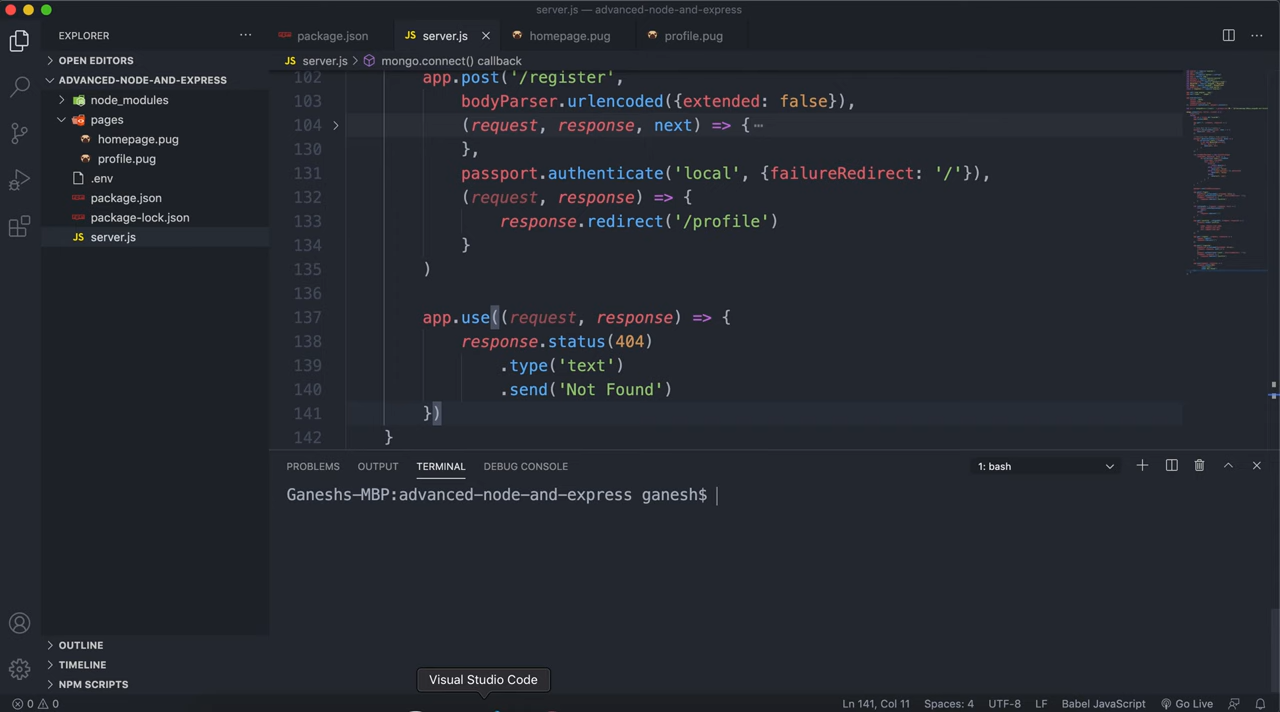 server.js — advanced-node-and-express
EXPLORER
package.json
JS server.js
homepage.pug
profile.pug
OPEN EDITORS
JS server.js > mongo.connect() callback
ADVANCED-NODE-AND-EXPRESS
node_modules
pages
homepage.pug
profile.pug
.env
package.json
package-lock.json
JS server.js
102 app.post('/register',
103 bodyParser.urlencoded({extended: false}),
104 (request, response, next) => {⋯
130 },
131 passport.authenticate('local', {failureRedirect: '/'}),
132 (request, response) => {
133 response.redirect('/profile')
134 }
135 )
136
137 app.use((request, response) => {
138 response.status(404)
139 .type('text')
140 .send('Not Found')
141 })
142 }
PROBLEMS OUTPUT TERMINAL DEBUG CONSOLE 1: bash
Ganeshs-MBP:advanced-node-and-express ganesh$
OUTLINE
TIMELINE
NPM SCRIPTS
Visual Studio Code
0 0 Ln 141, Col 11 Spaces: 4 UTF-8 LF Babel JavaScript Go Live